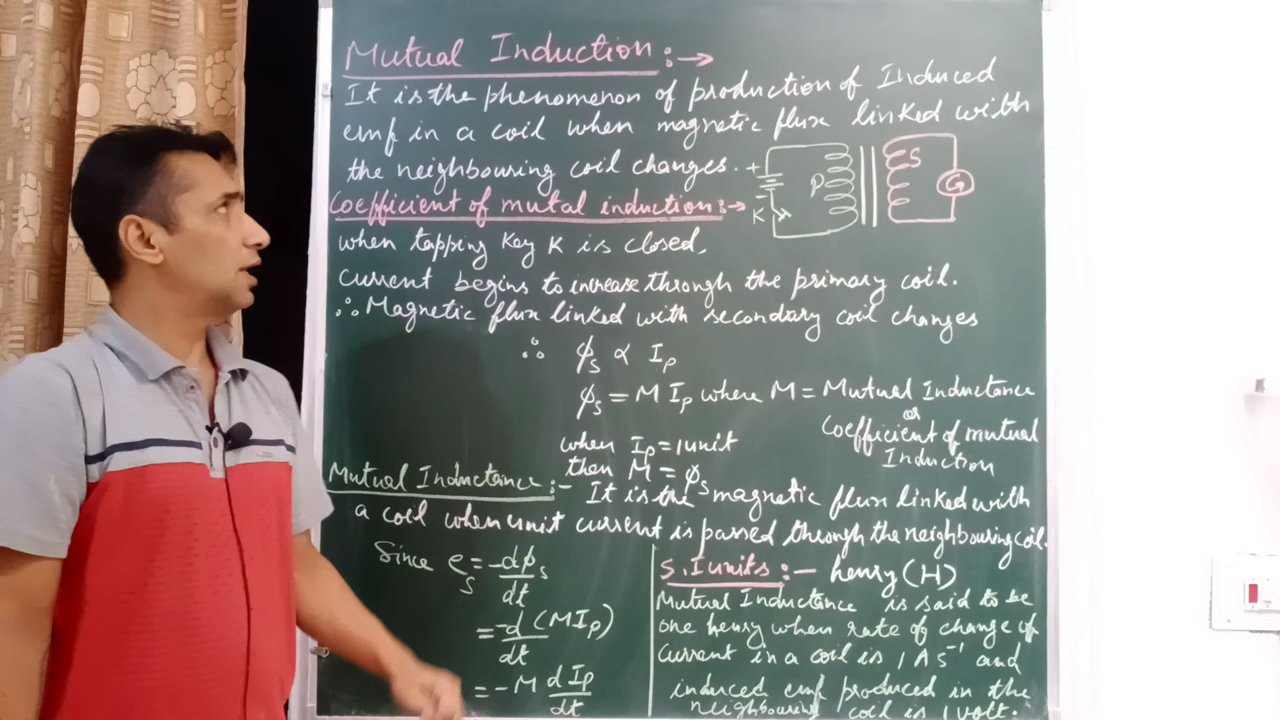 Mutual Induction :→
It is the phenomenon of production of Induced
emf in a coil when magnetic flux linked with
the neighbouring coil changes.
+
-
K
P
S
G
Coefficient of mutal induction :→
when tapping Key K is closed,
current begins to increase through the primary coil.
∴ Magnetic flux linked with secondary coil changes
∴ ϕs ∝ Ip
ϕs = M Ip where M = Mutual Inductance
or
Coefficient of mutual
Induction
when Ip = 1 unit
then M = ϕs
Mutual Inductance :- It is the magnetic flux linked with
a coil when unit current is passed through the neighbouring coil.
Since es = -dϕs/dt
= -d/dt (MIp)
= -M dIp/dt
S.I units :- henry (H)
Mutual Inductance is said to be
one henry when rate of change of
current in a coil is 1 A s⁻¹ and
induced emf produced in the
neighbouring coil is 1 volt.